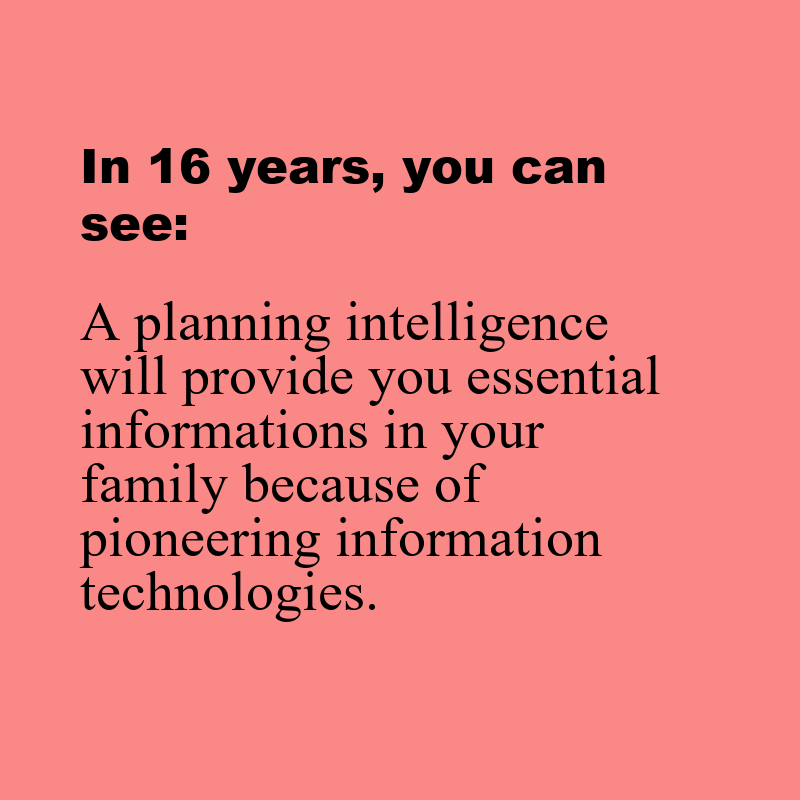 In 16 years, you can
see:
A planning intelligence
will provide you essential
informations in your
family because of
pioneering information
technologies.